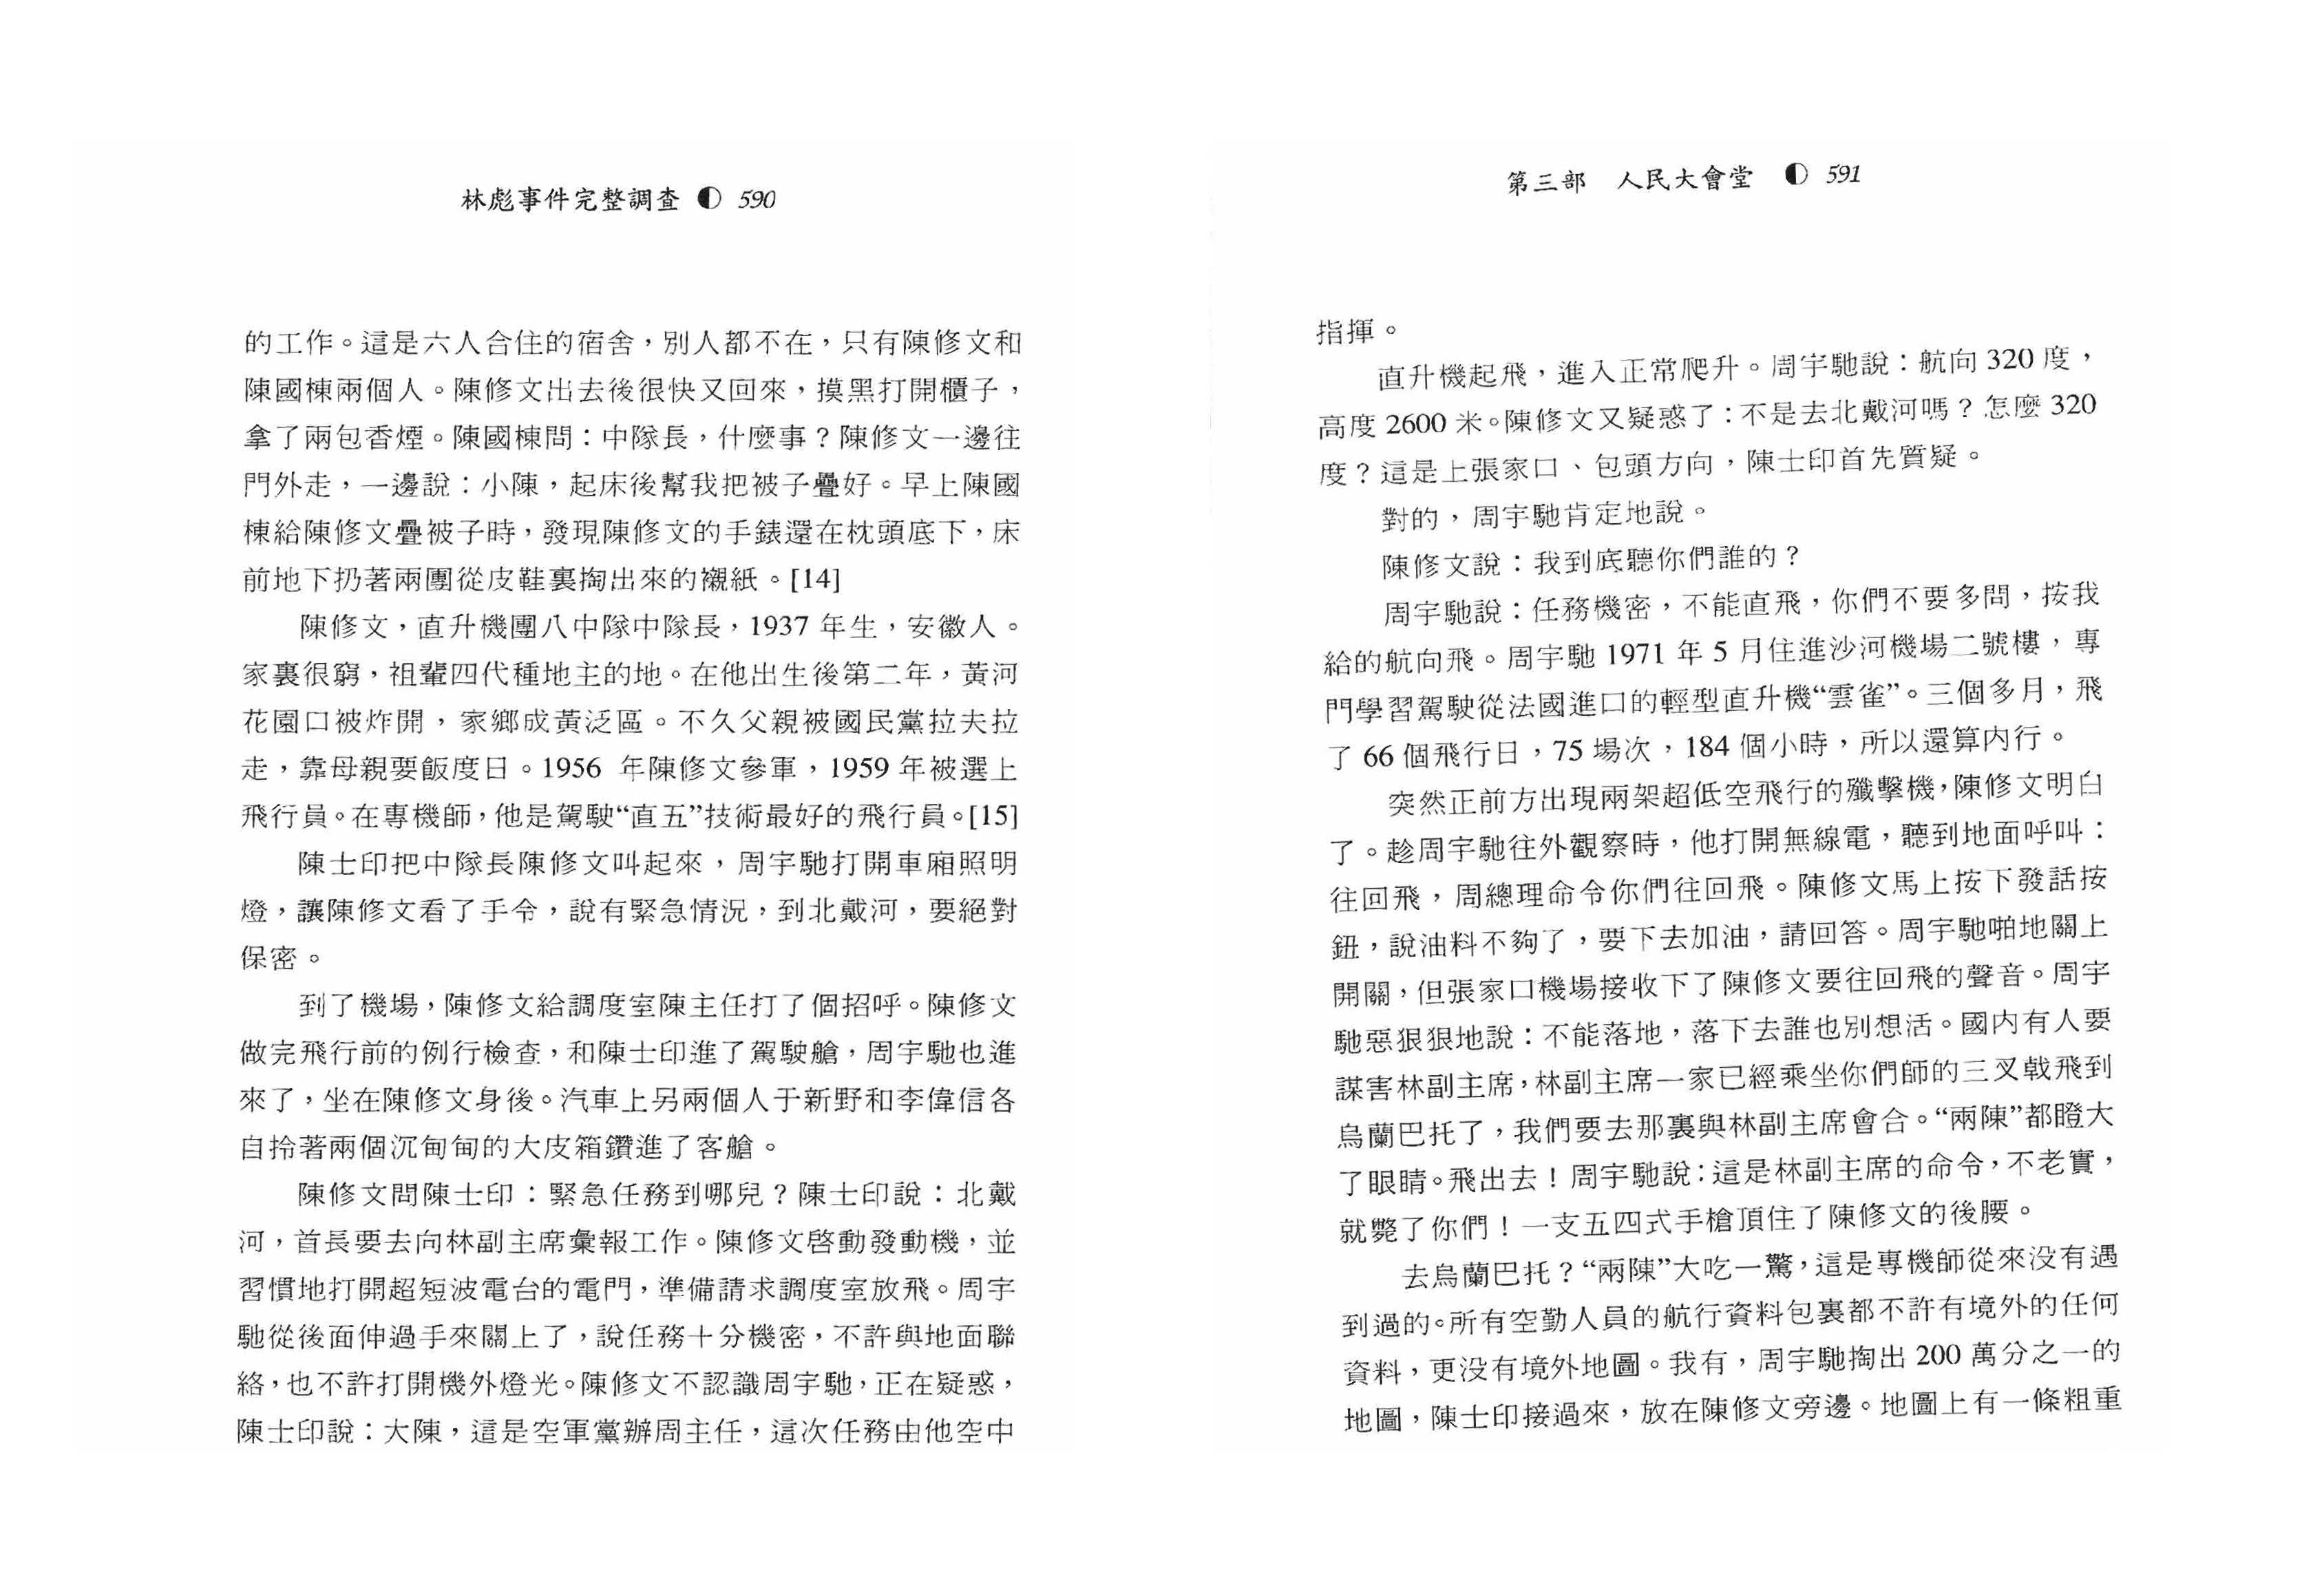 林彪事件完整調查 ◐ 590
的工作。這是六人合住的宿舍，別人都不在，只有陳修文和
陳國棟兩個人。陳修文出去後很快又回來，摸黑打開櫃子，
拿了兩包香煙。陳國棟問：中隊長，什麼事？陳修文一邊往
門外走，一邊說：小陳，起床後幫我把被子疊好。早上陳國
棟給陳修文疊被子時，發現陳修文的手錶還在枕頭底下，床
前地下扔著兩團從皮鞋裏掏出來的襯紙。[14]
陳修文，直升機團八中隊中隊長，1937 年生，安徽人。
家裏很窮，祖輩四代種地主的地。在他出生後第二年，黃河
花園口被炸開，家鄉成黃泛區。不久父親被國民黨拉夫拉
走，靠母親要飯度日。1956 年陳修文參軍，1959 年被選上
飛行員。在專機師，他是駕駛“直五”技術最好的飛行員。[15]
陳士印把中隊長陳修文叫起來，周宇馳打開車廂照明
燈，讓陳修文看了手令，說有緊急情況，到北戴河，要絕對
保密。
到了機場，陳修文給調度室陳主任打了個招呼。陳修文
做完飛行前的例行檢查，和陳士印進了駕駛艙，周宇馳也進
來了，坐在陳修文身後。汽車上另兩個人于新野和李偉信各
自拎著兩個沉甸甸的大皮箱鑽進了客艙。
陳修文問陳士印：緊急任務到哪兒？陳士印說：北戴
河，首長要去向林副主席彙報工作。陳修文啓動發動機，並
習慣地打開超短波電台的電門，準備請求調度室放飛。周宇
馳從後面伸過手來關上了，說任務十分機密，不許與地面聯
絡，也不許打開機外燈光。陳修文不認識周宇馳，正在疑惑，
陳士印說：大陳，這是空軍黨辦周主任，這次任務由他空中
第三部 人民大會堂 ◐ 591
指揮。
直升機起飛，進入正常爬升。周宇馳說：航向 320 度，
高度 2600 米。陳修文又疑惑了：不是去北戴河嗎？怎麼 320
度？這是上張家口、包頭方向，陳士印首先質疑。
對的，周宇馳肯定地說。
陳修文說：我到底聽你們誰的？
周宇馳說：任務機密，不能直飛，你們不要多問，按我
給的航向飛。周宇馳 1971 年 5 月住進沙河機場二號樓，專
門學習駕駛從法國進口的輕型直升機“雲雀”。三個多月，飛
了 66 個飛行日，75 場次，184 個小時，所以還算內行。
突然正前方出現兩架超低空飛行的殲擊機，陳修文明白
了。趁周宇馳往外觀察時，他打開無線電，聽到地面呼叫：
往回飛，周總理命令你們往回飛。陳修文馬上按下發話按
鈕，說油料不夠了，要下去加油，請回答。周宇馳啪地關上
開關，但張家口機場接收下了陳修文要往回飛的聲音。周宇
馳惡狠狠地說：不能落地，落下去誰也別想活。國內有人要
謀害林副主席，林副主席一家已經乘坐你們師的三叉戟飛到
烏蘭巴托了，我們要去那裏與林副主席會合。“兩陳”都瞪大
了眼睛。飛出去！周宇馳說：這是林副主席的命令，不老實，
就斃了你們！一支五四式手槍頂住了陳修文的後腰。
去烏蘭巴托？“兩陳”大吃一驚，這是專機師從來沒有遇
到過的。所有空勤人員的航行資料包裏都不許有境外的任何
資料，更沒有境外地圖。我有，周宇馳掏出 200 萬分之一的
地圖，陳士印接過來，放在陳修文旁邊。地圖上有一條粗重